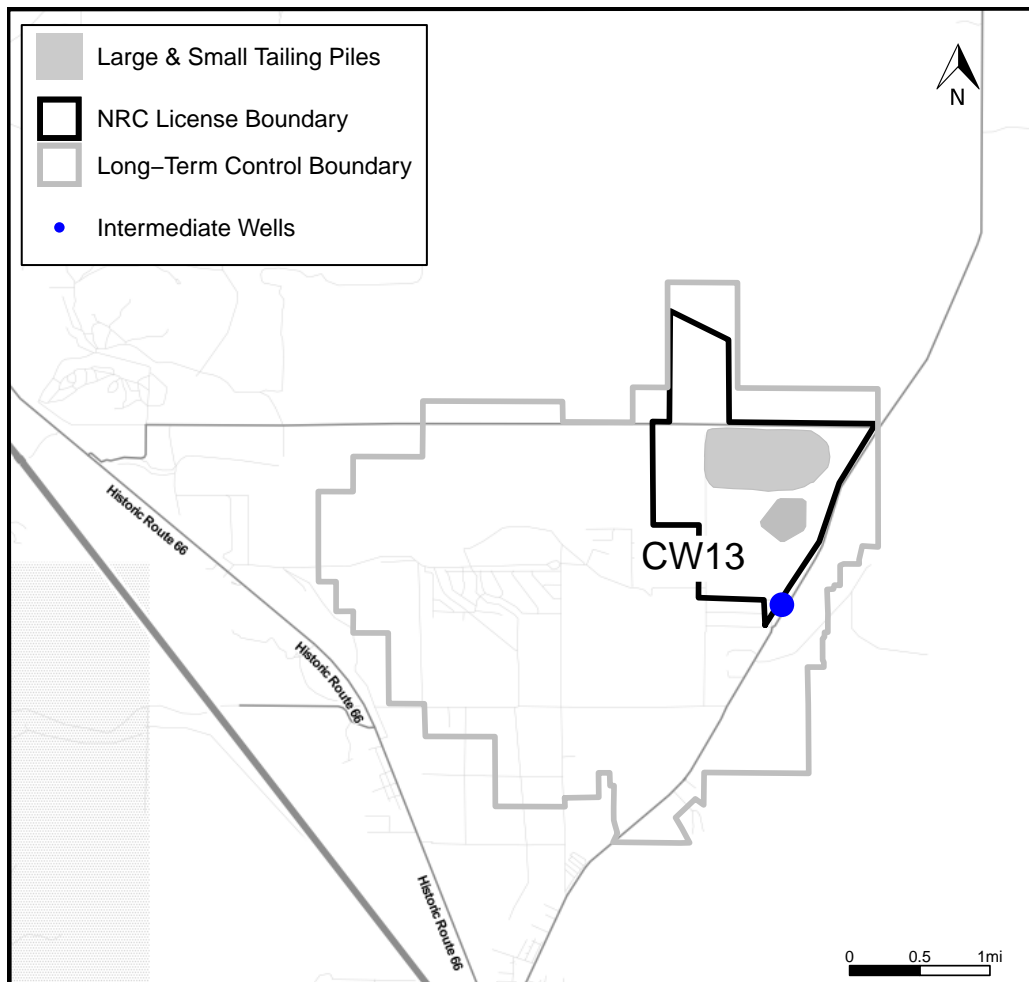 Large & Small Tailing Piles
NRC License Boundary
Long−Term Control Boundary
Intermediate Wells
N
CW13
Historic Route 66
Historic Route 66
Historic Route 66
0 0.5 1mi